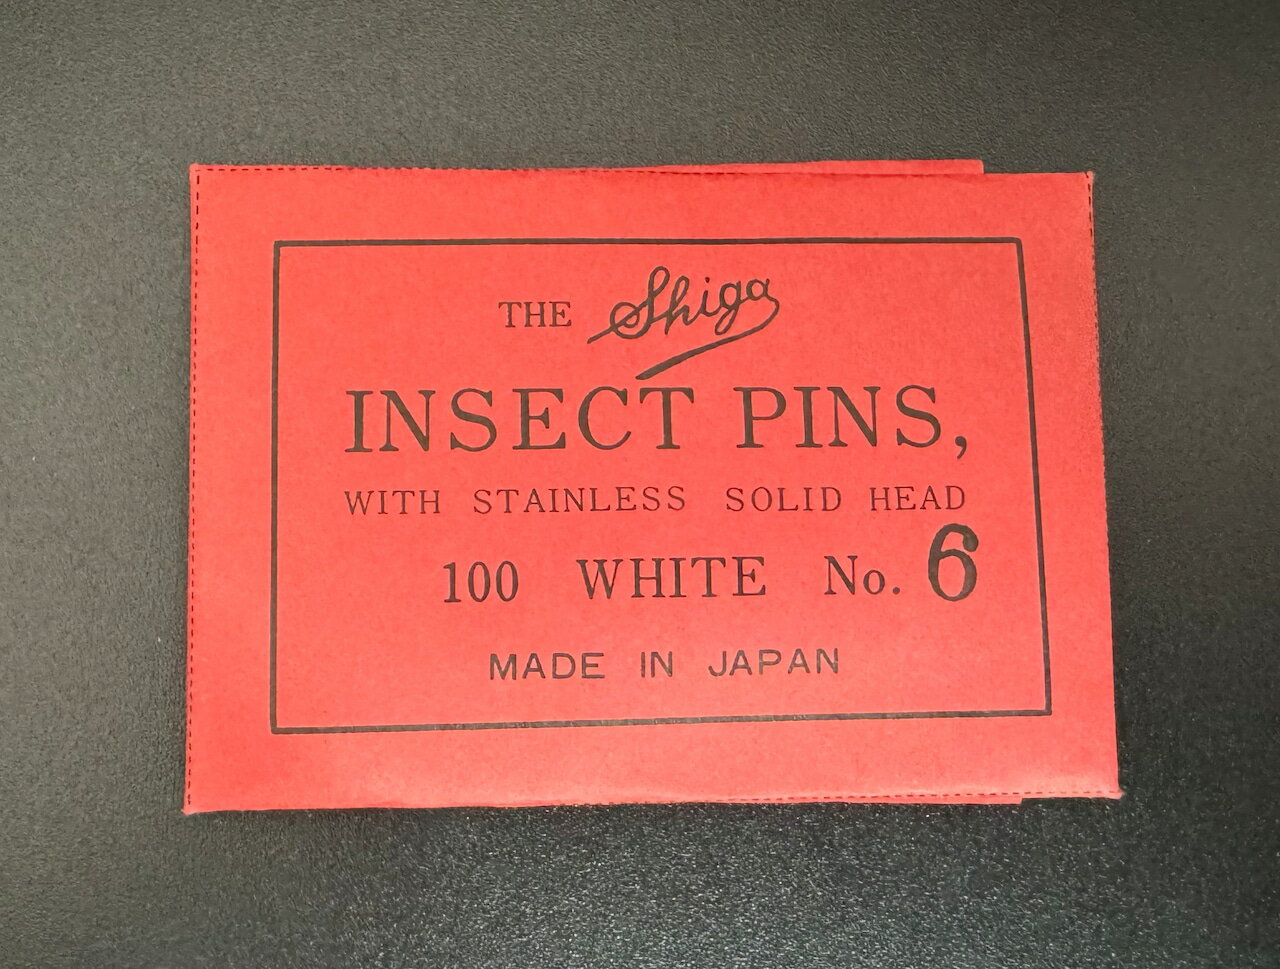 THE Shiga
INSECT PINS,
WITH STAINLESS SOLID HEAD
100 WHITE No. 6
MADE IN JAPAN